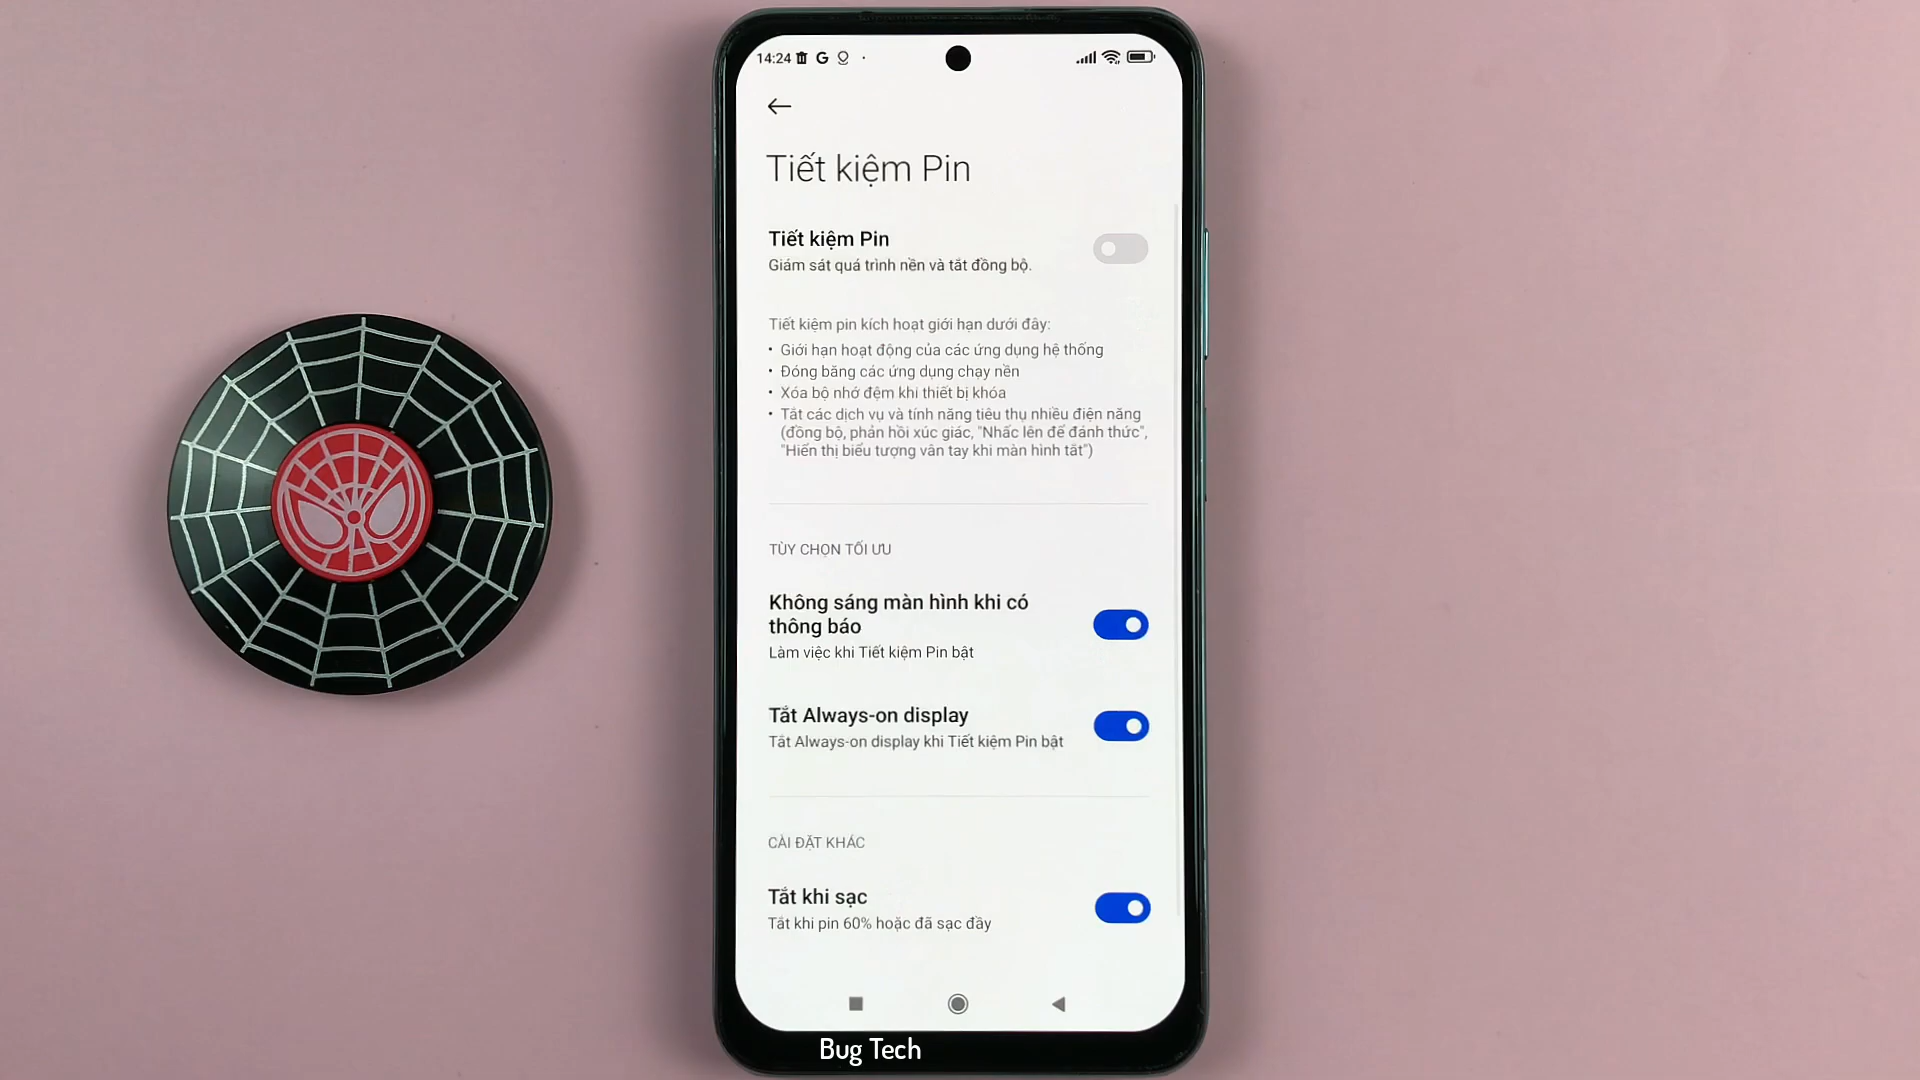 14:24
Tiết kiệm Pin
Tiết kiệm Pin
Giám sát quá trình nền và tắt đồng bộ.
Tiết kiệm pin kích hoạt giới hạn dưới đây:
• Giới hạn hoạt động của các ứng dụng hệ thống
• Đóng băng các ứng dụng chạy nền
• Xóa bộ nhớ đệm khi thiết bị khóa
• Tắt các dịch vụ và tính năng tiêu thụ nhiều điện năng
(đồng bộ, phản hồi xúc giác, "Nhấc lên để đánh thức",
"Hiển thị biểu tượng vân tay khi màn hình tắt")
TÙY CHỌN TỐI ƯU
Không sáng màn hình khi có
thông báo
Làm việc khi Tiết kiệm Pin bật
Tắt Always-on display
Tắt Always-on display khi Tiết kiệm Pin bật
CÀI ĐẶT KHÁC
Tắt khi sạc
Tắt khi pin 60% hoặc đã sạc đầy
Bug Tech